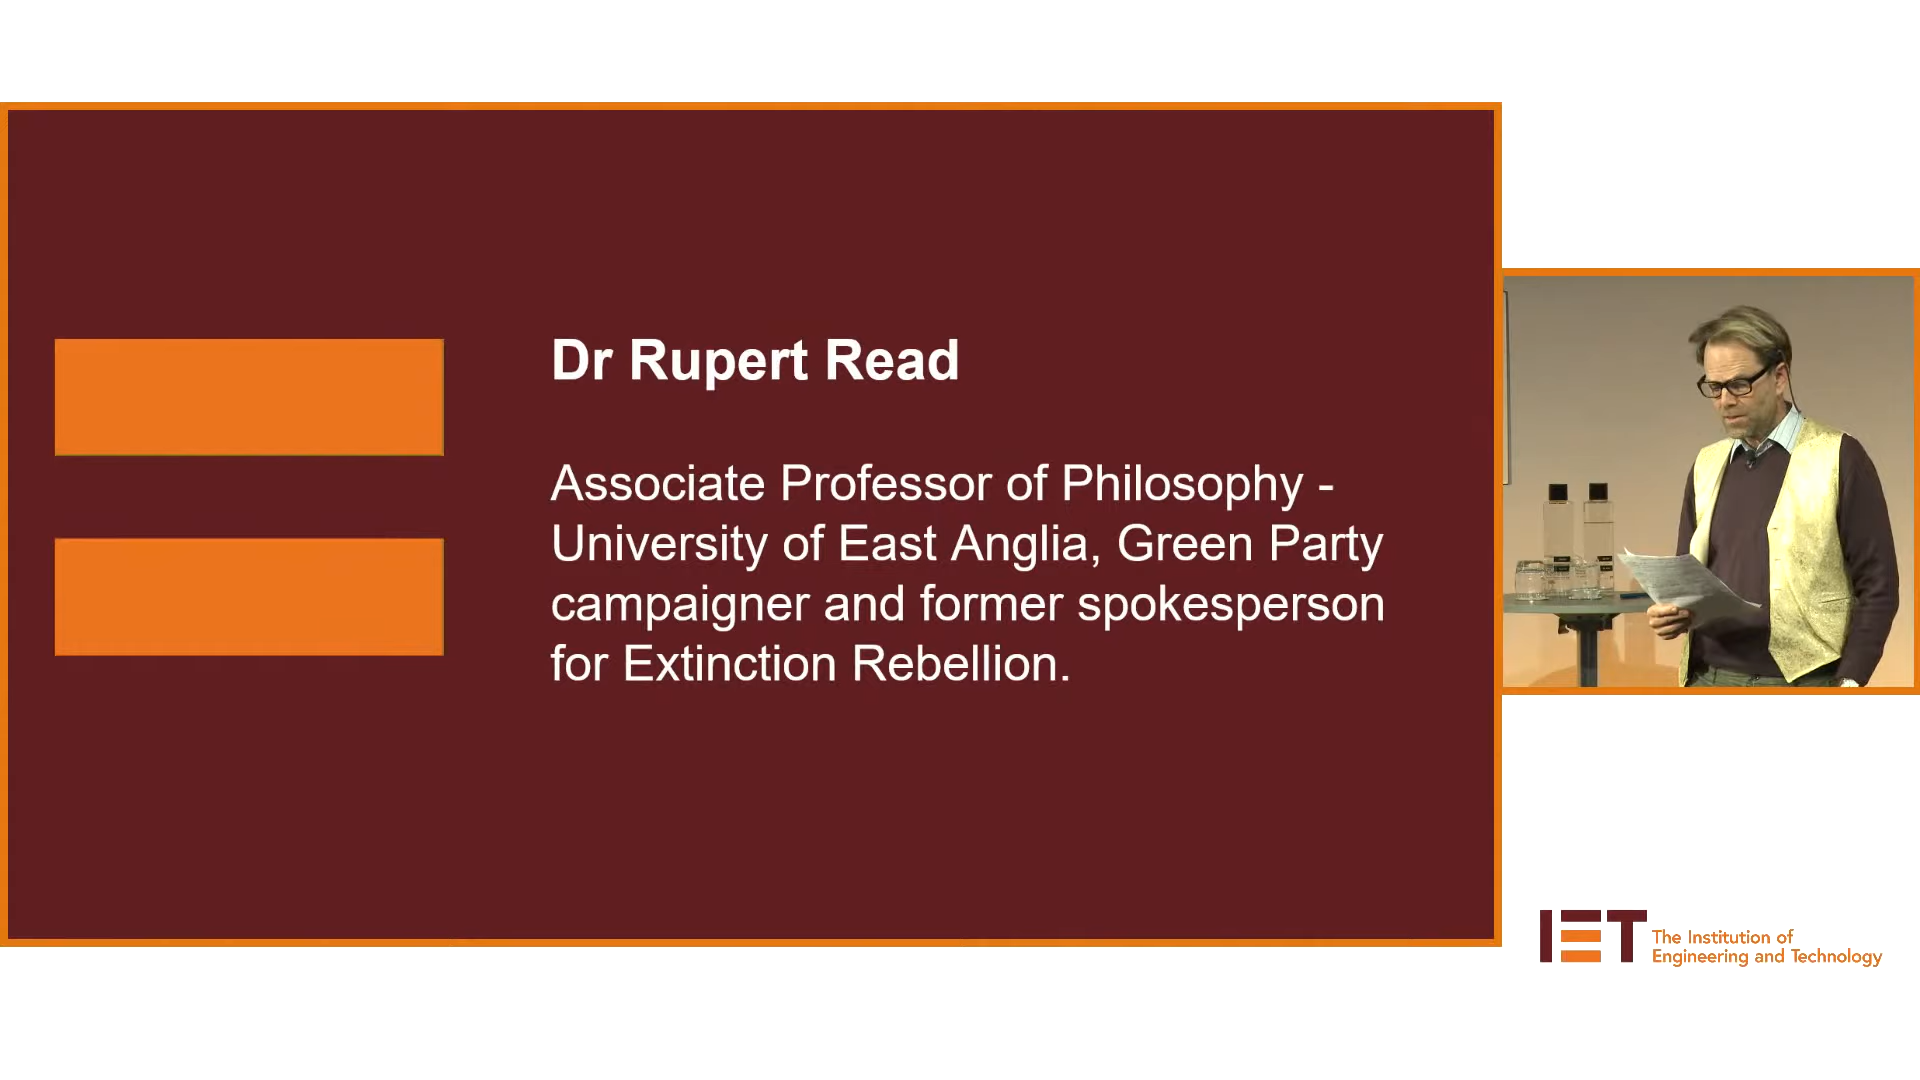 Dr Rupert Read
Associate Professor of Philosophy -
University of East Anglia, Green Party
campaigner and former spokesperson
for Extinction Rebellion.
IET
The Institution of
Engineering and Technology